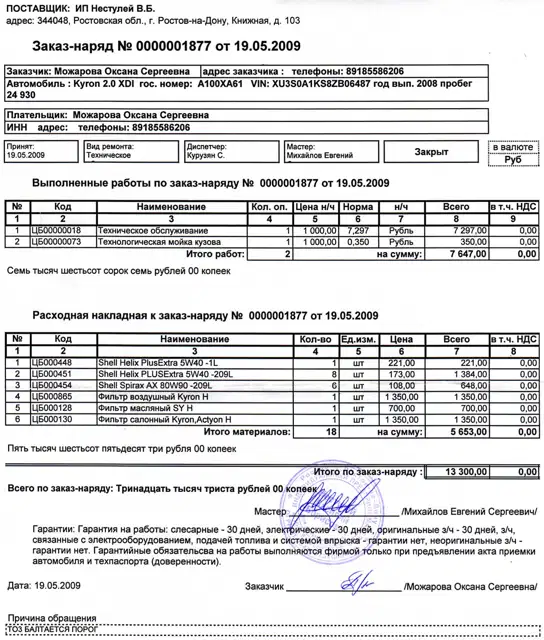 ПОСТАВЩИК: ИП Нестулей В.Б.
адрес: 344048, Ростовская обл., г. Ростов-на-Дону, Книжная, д. 103
Заказ-наряд № 0000001877 от 19.05.2009
Заказчик: Можарова Оксана Сергеевна адрес заказчика : телефоны: 89185586206
Автомобиль : Kyron 2.0 XDI гос. номер: А100ХА61 VIN: XU3S0A1KS8ZB06487 год вып. 2008 пробег
24 930
Плательщик: Можарова Оксана Сергеевна
ИНН адрес: телефоны: 89185586206
Принят: Вид ремонта: Диспетчер: Мастер: Закрыт в валюте
19.05.2009 Техническое Курузян С. Михайлов Евгений Руб
Выполненные работы по заказ-наряду № 0000001877 от 19.05.2009
№ Код Наименование Кол. оп. Цена н/ч Норма н/ч Всего в т.ч. НДС
1 2 3 4 5 6 7 8 9
1 ЦБ00000018 Техническое обслуживание 1 1 000,00 7,297 Рубль 7 297,00 0,00
2 ЦБ00000073 Технологическая мойка кузова 1 1 000,00 0,350 Рубль 350,00 0,00
Итого работ: 2 на сумму: 7 647,00 0,00
Семь тысяч шестьсот сорок семь рублей 00 копеек
Расходная накладная к заказ-наряду № 0000001877 от 19.05.2009
№ Код Наименование Кол-во Ед.изм. Цена Всего в т.ч. НДС
1 2 3 4 5 6 7 8
1 ЦБ000448 Shell Helix PlusExtra 5W40 -1L 1 шт 221,00 221,00 0,00
2 ЦБ000451 Shell Helix PLUSExtra 5W40 -209L 8 шт 173,00 1 384,00 0,00
3 ЦБ000454 Shell Spirax AX 80W90 -209L 6 шт 108,00 648,00 0,00
4 ЦБ000865 Фильтр воздушный Kyron Н 1 шт 1 350,00 1 350,00 0,00
5 ЦБ000128 Фильтр масляный SY Н 1 шт 700,00 700,00 0,00
6 ЦБ000130 Фильтр салонный Kyron,Actyon Н 1 шт 1 350,00 1 350,00 0,00
Итого материалов: 18 на сумму: 5 653,00 0,00
Пять тысяч шестьсот пятьдесят три рубля 00 копеек
Итого по заказ-наряду : 13 300,00 0,00
Всего по заказ-наряду: Тринадцать тысяч триста рублей 00 копеек
Мастер /Михайлов Евгений Сергеевич/
Гарантии: Гарантия на работы: слесарные - 30 дней, электрические - 30 дней, оригинальные з/ч - 30 дней, з/ч,
связанные с электрооборудованием, подачей топлива и системой впрыска - гарантии нет, неоригинальные з/ч -
гарантии нет. Гарантийные обязательсва на работы выполняются фирмой только при предъявлении акта приемки
автомобиля и техпаспорта (доверенности).
Дата: 19.05.2009 Заказчик /Можарова Оксана Сергеевна/
Причина обращения
ТО3 БАЛТАЕТСЯ ПОРОГ